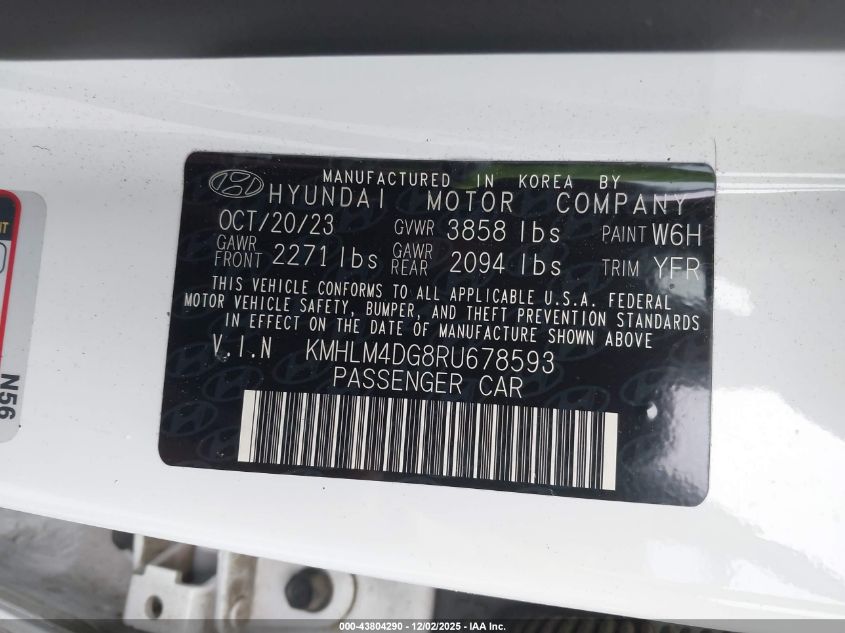 MANUFACTURED IN KOREA BY
HYUNDAI MOTOR COMPANY
OCT/20/23 GVWR 3858 lbs PAINT W6H
GAWR FRONT 2271 lbs GAWR REAR 2094 lbs TRIM YFR
THIS VEHICLE CONFORMS TO ALL APPLICABLE U.S.A. FEDERAL
MOTOR VEHICLE SAFETY, BUMPER, AND THEFT PREVENTION STANDARDS
IN EFFECT ON THE DATE OF MANUFACTURE SHOWN ABOVE
V.I.N KMHLM4DG8RU678593
PASSENGER CAR
N56
000-43804290 - 12/02/2025 - IAA Inc.